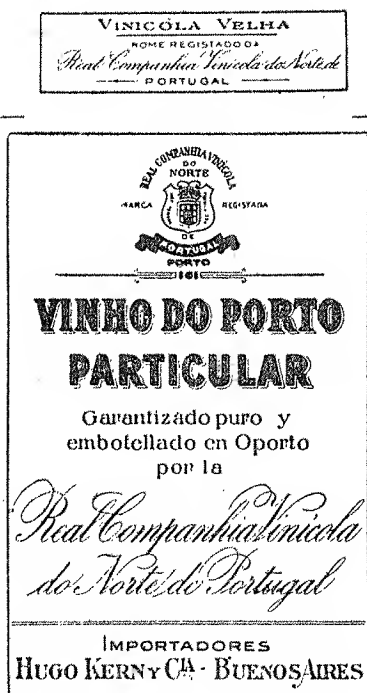 VINICOLA VELHA
NOME REGISTADO DA
Real Companhia Vinicola do Norte de
PORTUGAL
REAL COMPANHIA VINICOLA
DO
NORTE
MARCA REGISTADA
DE
PORTUGAL
PORTO
VINHO DO PORTO
PARTICULAR
Garantizado puro y
embotellado en Oporto
por la
Real Companhia Vinicola
do Norte de Portugal
IMPORTADORES
HUGO KERN Y CIA - BUENOS AIRES